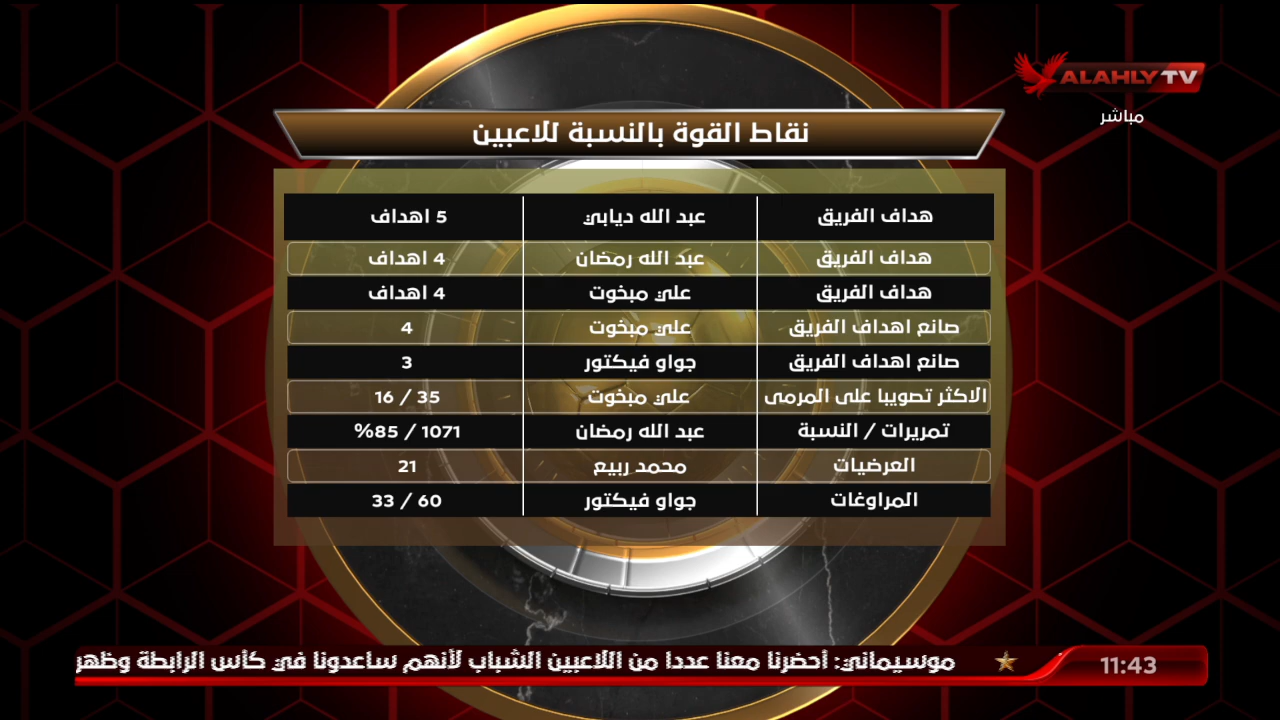 ALAHLY TV
مباشر
نقاط القوة بالنسبة للاعبين
هداف الفريق عبد الله ديابي 5 اهداف
هداف الفريق عبد الله رمضان 4 اهداف
هداف الفريق علي مبخوت 4 اهداف
صانع اهداف الفريق علي مبخوت 4
صانع اهداف الفريق جواو فيكتور 3
الاكثر تصويبا على المرمى علي مبخوت 35 / 16
تمريرات / النسبة عبد الله رمضان 1071 / 85%
العرضيات محمد ربيع 21
المراوغات جواو فيكتور 60 / 33
11:43 موسيماني: أحضرنا معنا عددا من اللاعبين الشباب لأنهم ساعدونا في كأس الرابطة وظهر